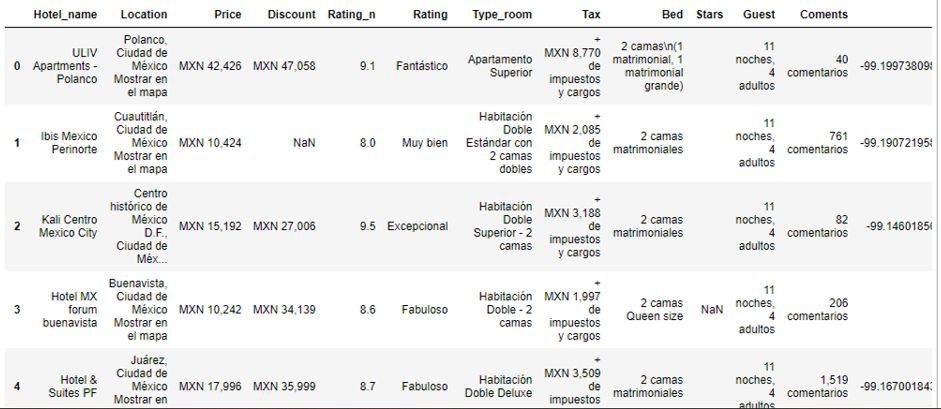 Hotel_name Location Price Discount Rating_n Rating Type_room Tax Bed Stars Guest Coments
0
ULIV
Apartments -
Polanco
Polanco,
Ciudad de
México
Mostrar en
el mapa
MXN 42,426
MXN 47,058
9.1
Fantástico
Apartamento
Superior
+
MXN 8,770
de
impuestos
y cargos
2 camas\n(1
matrimonial, 1
matrimonial
grande)
11
noches,
4
adultos
40
comentarios
-99.199738098
1
Ibis Mexico
Perinorte
Cuautitlán,
Ciudad de
México
Mostrar en
el mapa
MXN 10,424
NaN
8.0
Muy bien
Habitación
Doble
Estándar con
2 camas
dobles
+
MXN 2,085
de
impuestos
y cargos
2 camas
matrimoniales
11
noches,
4
adultos
761
comentarios
-99.190721958
2
Kali Centro
Mexico City
Centro
histórico de
México
D.F.,
Ciudad de
Méx...
MXN 15,192
MXN 27,006
9.5
Excepcional
Habitación
Doble
Superior - 2
camas
+
MXN 3,188
de
impuestos
y cargos
2 camas
matrimoniales
11
noches,
4
adultos
82
comentarios
-99.1460185
3
Hotel MX
forum
buenavista
Buenavista,
Ciudad de
México
Mostrar en
el mapa
MXN 10,242
MXN 34,139
8.6
Fabuloso
Habitación
Doble - 2
camas
+
MXN 1,997
de
impuestos
y cargos
2 camas
Queen size
NaN
11
noches,
4
adultos
206
comentarios
4
Hotel &
Suites PF
Juárez,
Ciudad de
México
Mostrar en
MXN 17,996
MXN 35,999
8.7
Fabuloso
Habitación
Doble Deluxe
+
MXN 3,509
de
impuestos
2 camas
matrimoniales
11
noches,
4
adultos
1,519
comentarios
-99.16700184